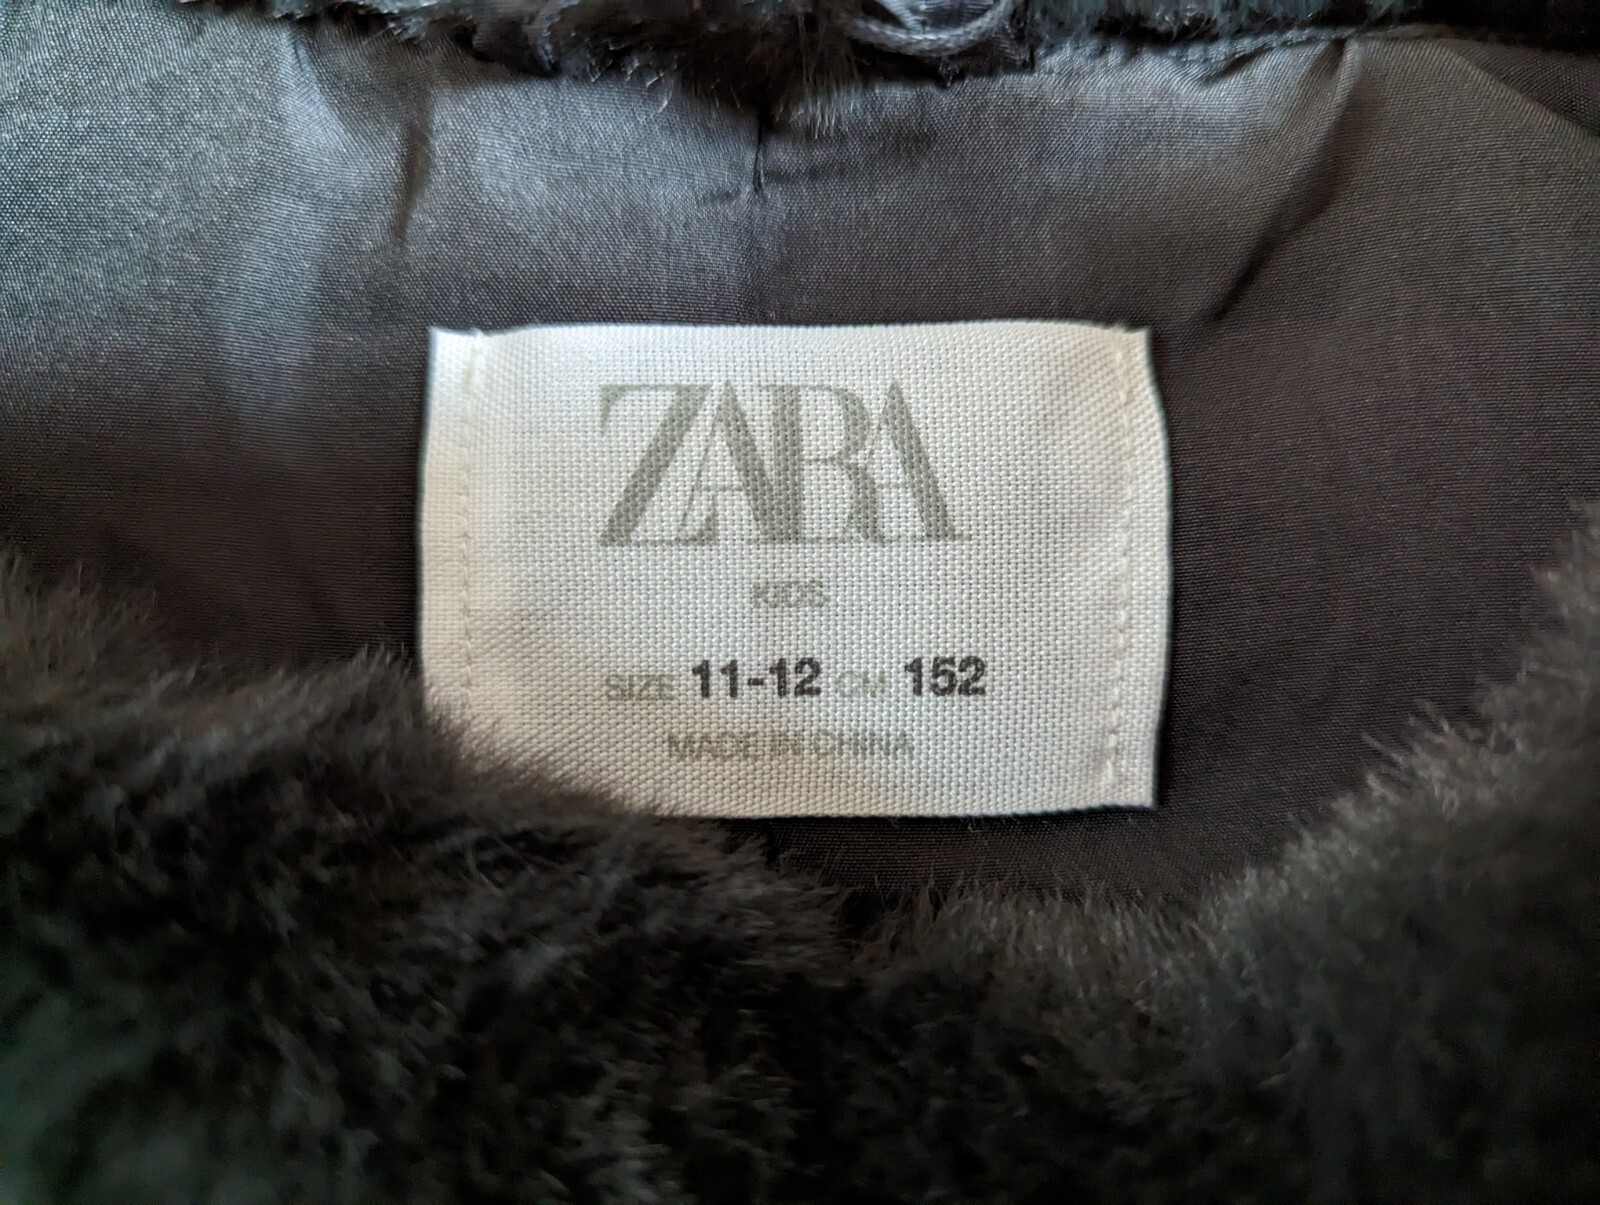 ZARA
KIDS
SIZE 11-12 CM 152
MADE IN CHINA